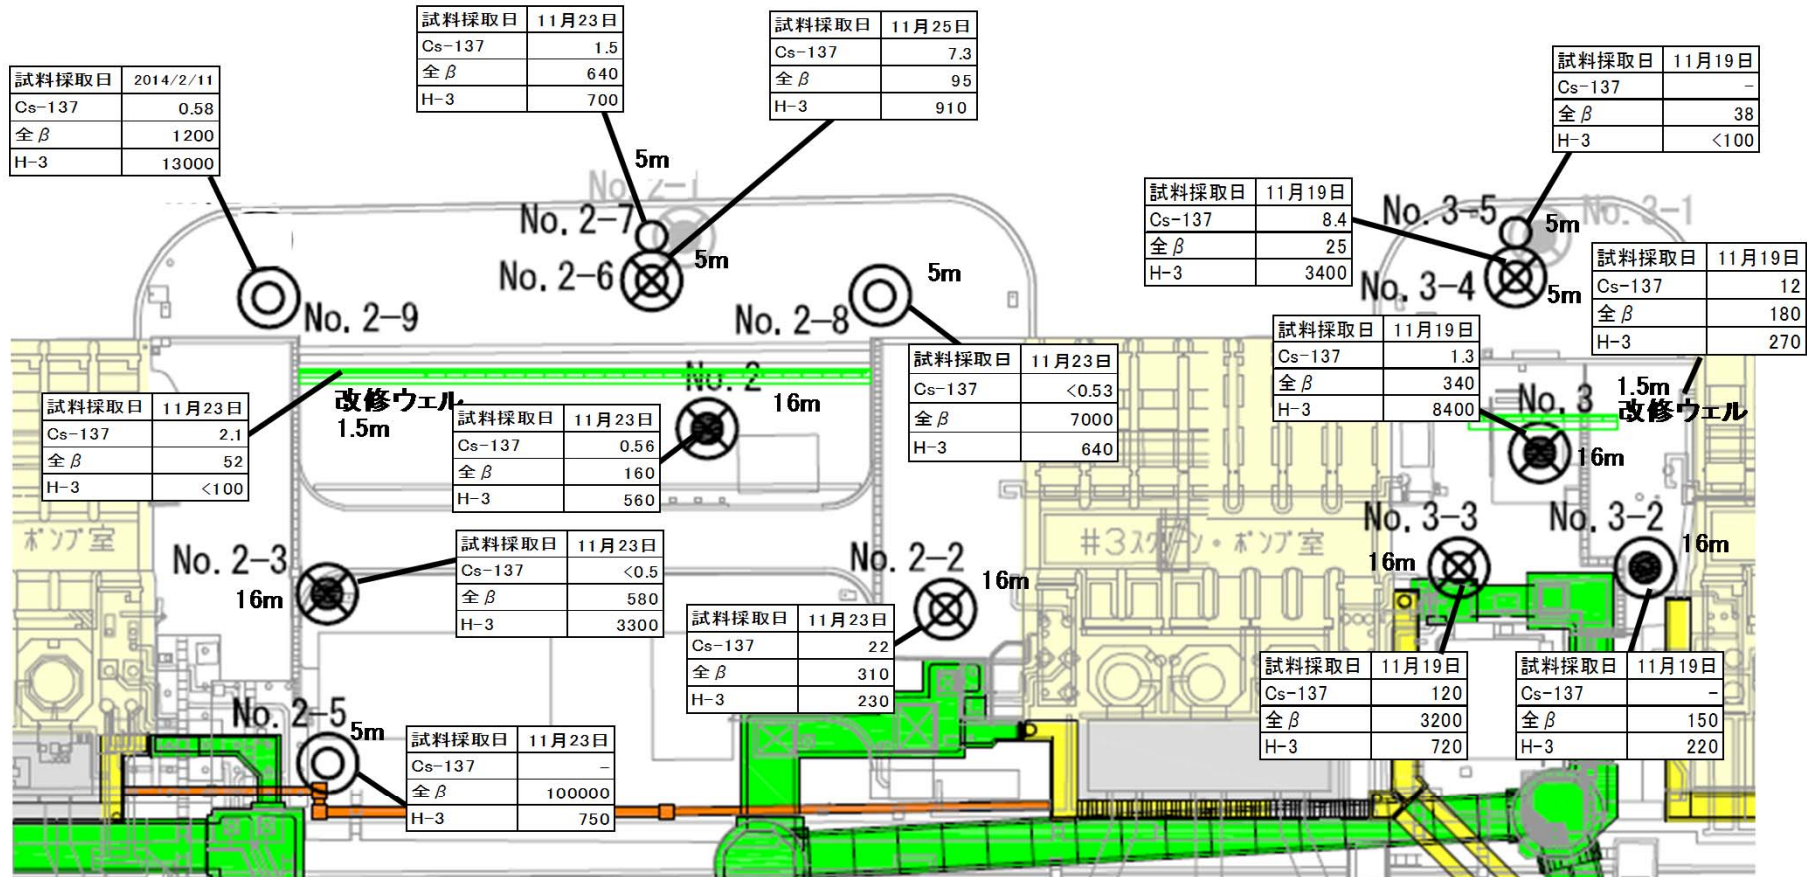 試料採取日 11月23日
Cs-137 1.5
全β 640
H-3 700
試料採取日 11月25日
Cs-137 7.3
全β 95
H-3 910
試料採取日 11月19日
Cs-137 -
全β 38
H-3 <100
試料採取日 2014/2/11
Cs-137 0.58
全β 1200
H-3 13000
5m
No. 2-1
No. 2-7
No. 2-6
5m
試料採取日 11月19日
Cs-137 8.4
全β 25
H-3 3400
No. 3-5
5m
No. 3-1
No. 3-4
5m
試料採取日 11月19日
Cs-137 12
全β 180
H-3 270
No. 2-9
No. 2-8
5m
試料採取日 11月19日
Cs-137 1.3
全β 340
H-3 8400
試料採取日 11月23日
Cs-137 <0.53
全β 7000
H-3 640
No. 2
16m
改修ウェル
1.5m
No. 3
16m
1.5m
改修ウェル
試料採取日 11月23日
Cs-137 2.1
全β 52
H-3 <100
試料採取日 11月23日
Cs-137 0.56
全β 160
H-3 560
ポンプ室
#3スクリーン・ポンプ室
No. 2-3
16m
試料採取日 11月23日
Cs-137 <0.5
全β 580
H-3 3300
No. 2-2
16m
No. 3-3
16m
No. 3-2
16m
試料採取日 11月23日
Cs-137 22
全β 310
H-3 230
試料採取日 11月19日
Cs-137 120
全β 3200
H-3 720
試料採取日 11月19日
Cs-137 -
全β 150
H-3 220
No. 2-5
5m
試料採取日 11月23日
Cs-137 -
全β 100000
H-3 750